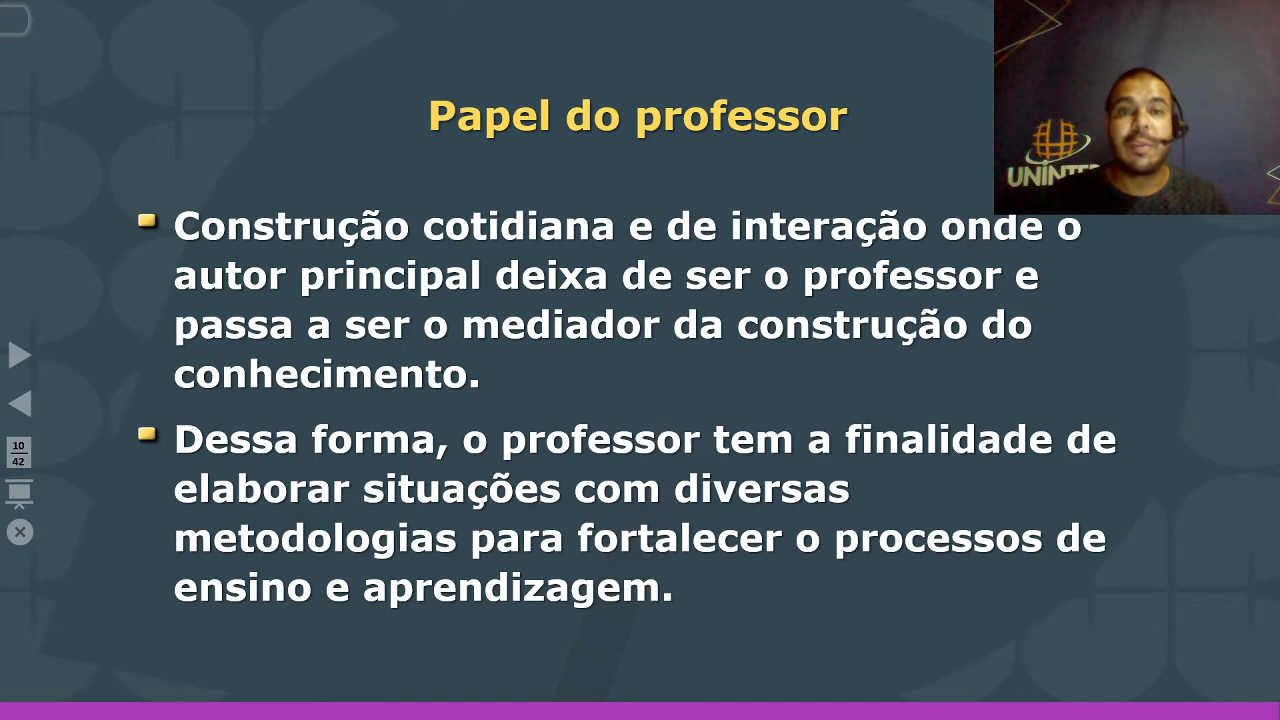 Papel do professor
Construção cotidiana e de interação onde o
autor principal deixa de ser o professor e
passa a ser o mediador da construção do
conhecimento.
Dessa forma, o professor tem a finalidade de
elaborar situações com diversas
metodologias para fortalecer o processos de
ensino e aprendizagem.
10
42